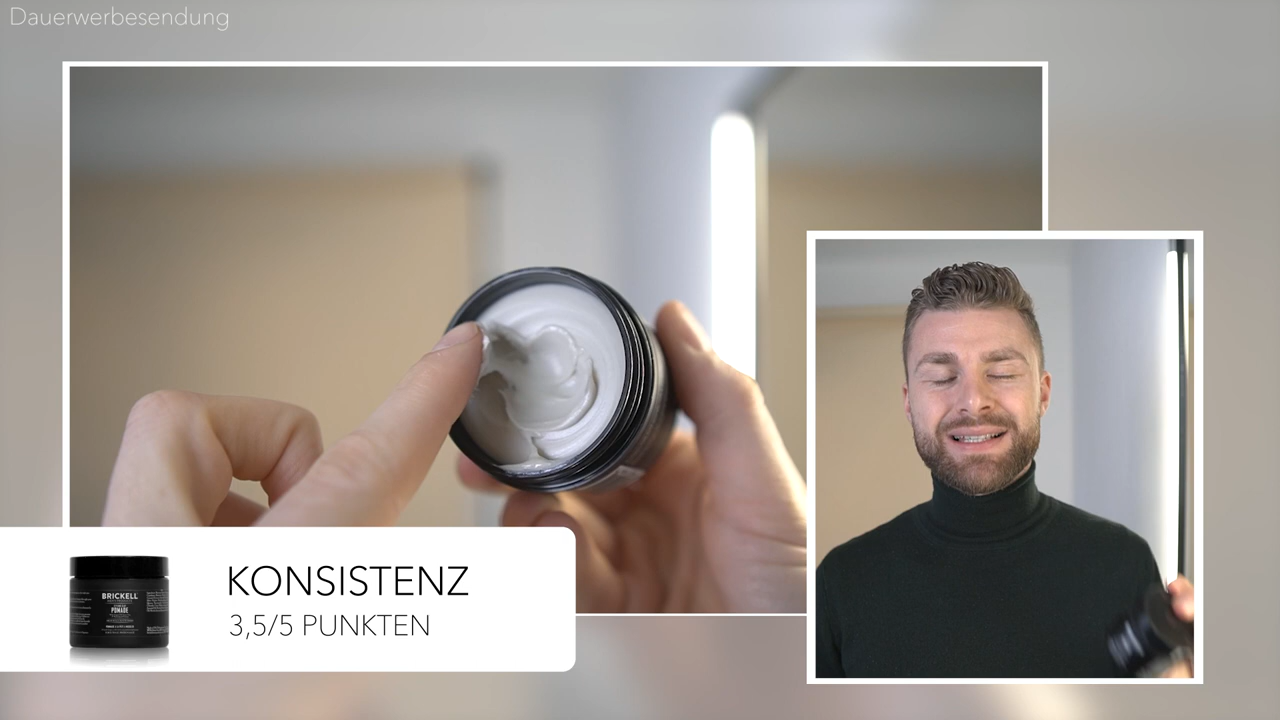 Dauerwerbesendung
BRICKELL
POMADE
KONSISTENZ
3,5/5 PUNKTEN